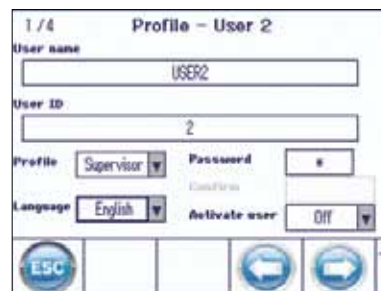 1/4 Profile - User 2
User name
USER2
User ID
2
Profile Supervisor Password *
Confirm
Language English Activate user Off
ESC